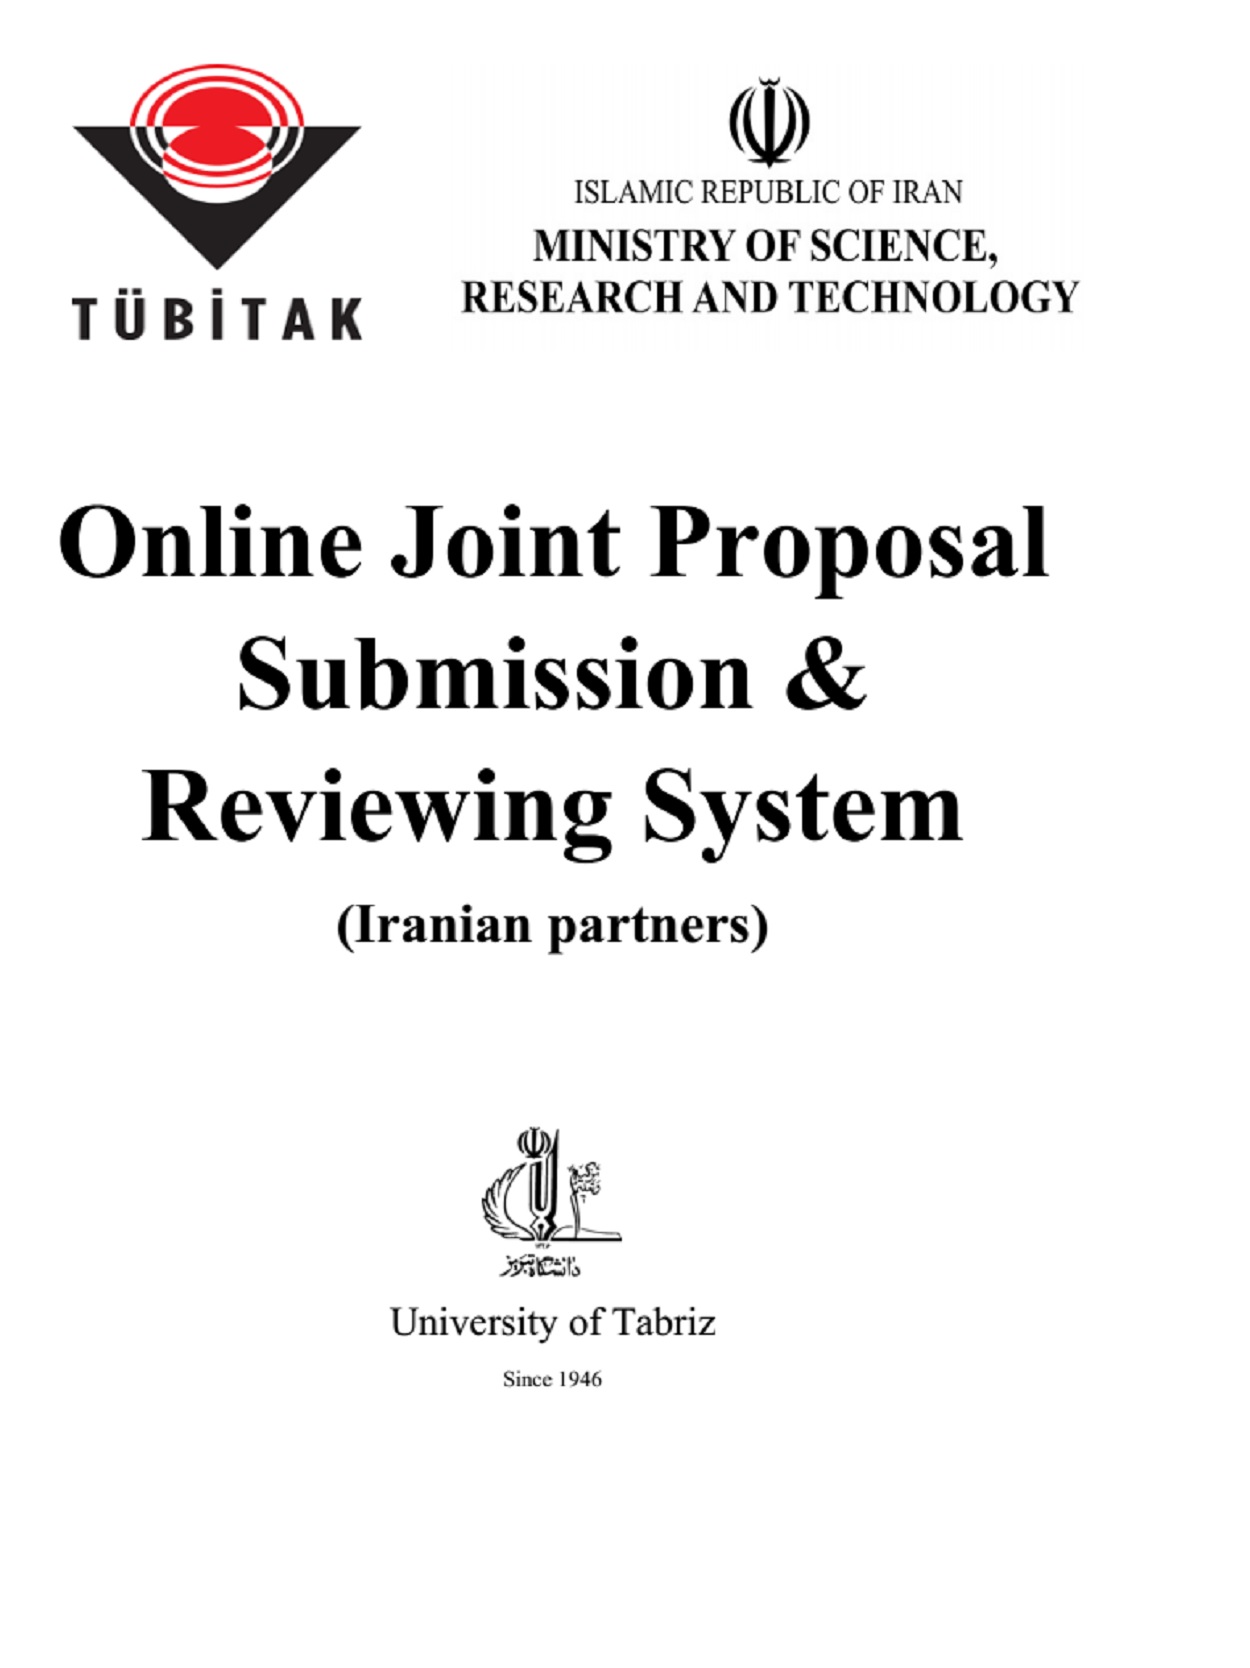 TÜBİTAK
ISLAMIC REPUBLIC OF IRAN
MINISTRY OF SCIENCE,
RESEARCH AND TECHNOLOGY
Online Joint Proposal
Submission &
Reviewing System
(Iranian partners)
دانشگاه تبریز
University of Tabriz
Since 1946